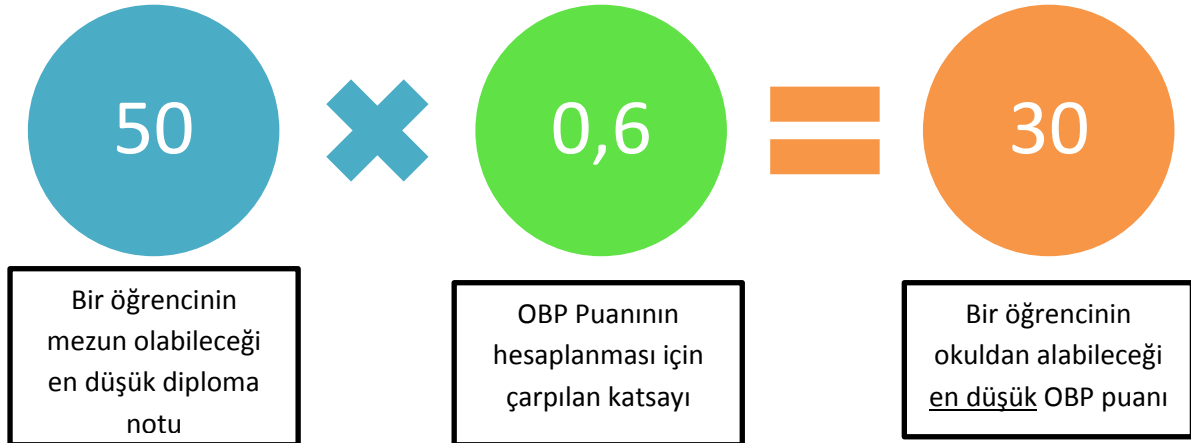 50
0,6
30
Bir öğrencinin
mezun olabileceği
en düşük diploma
notu
OBP Puanının
hesaplanması için
çarpılan katsayı
Bir öğrencinin
okuldan alabileceği
en düşük OBP puanı